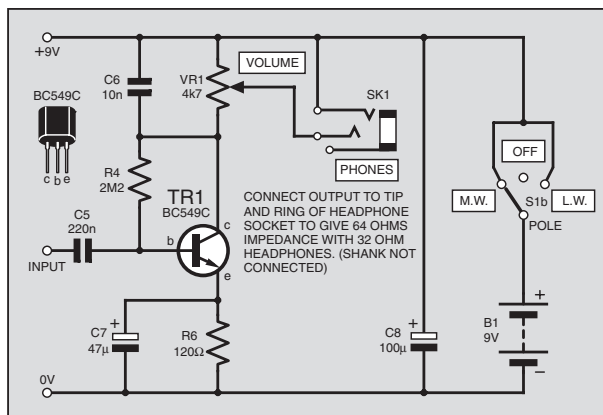 +9V
BC549C
c b e
C6
10n
VR1
4k7
VOLUME
SK1
PHONES
R4
2M2
TR1
BC549C
c
b
e
C5
220n
INPUT
CONNECT OUTPUT TO TIP
AND RING OF HEADPHONE
SOCKET TO GIVE 64 OHMS
IMPEDANCE WITH 32 OHM
HEADPHONES. (SHANK NOT
CONNECTED)
OFF
M.W.
L.W.
S1b
POLE
+
C7
47µ
R6
120Ω
+
C8
100µ
+
B1
9V
−
0V